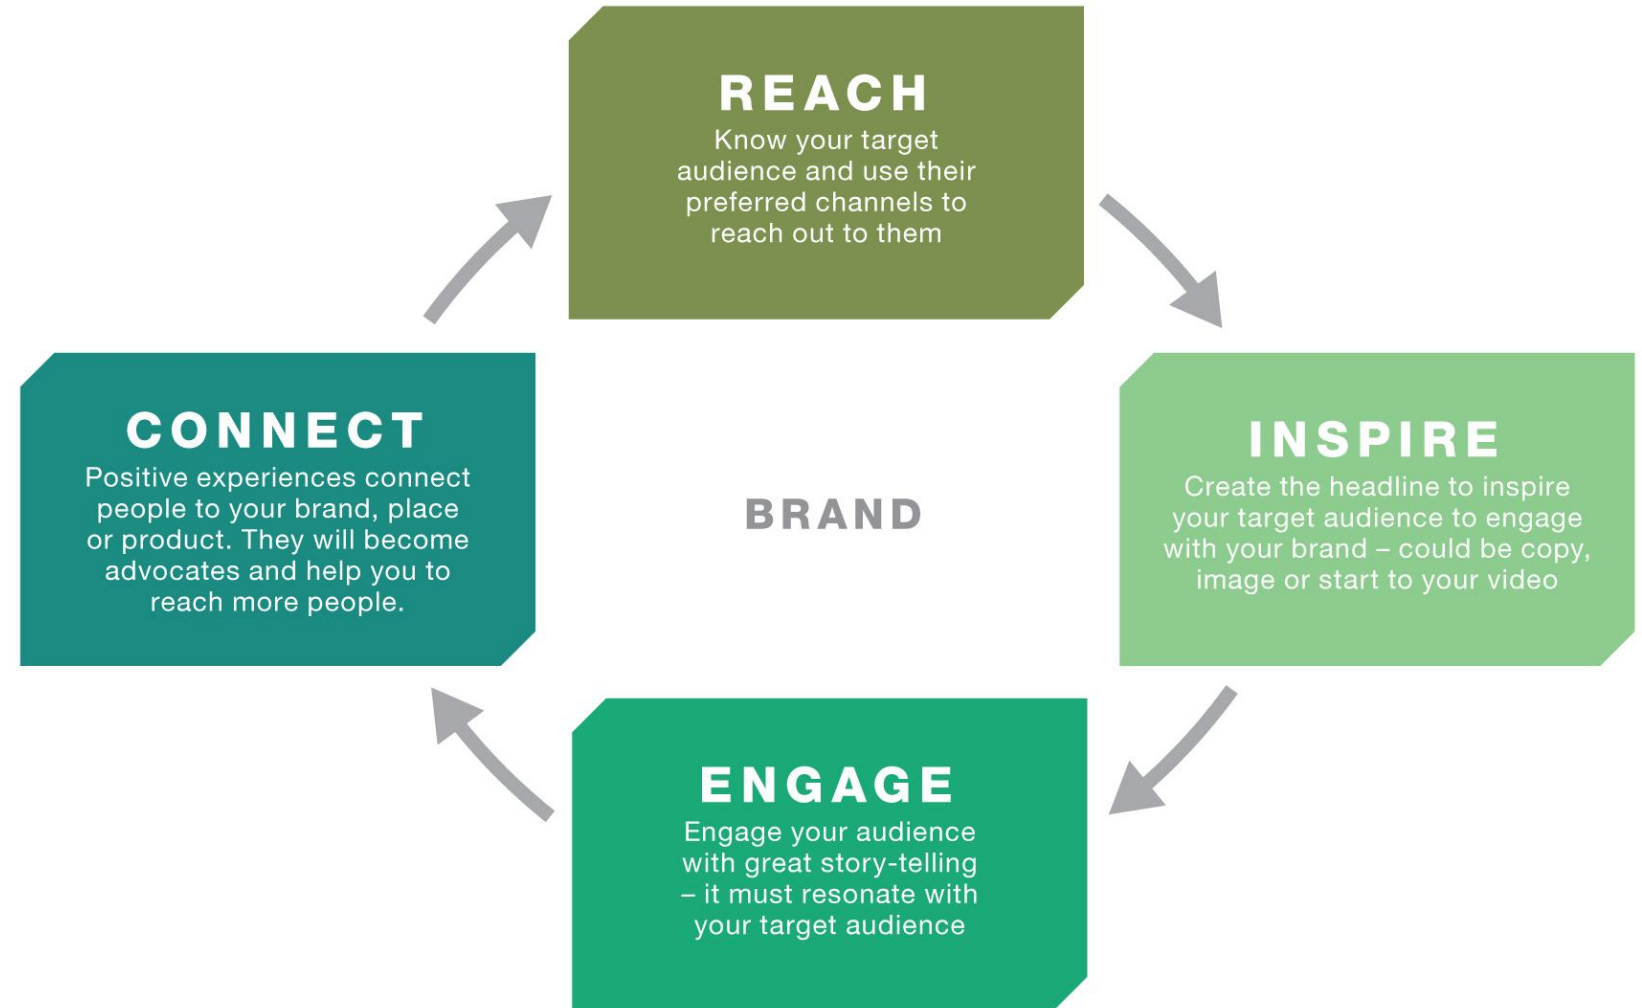 REACH
Know your target
audience and use their
preferred channels to
reach out to them
CONNECT
Positive experiences connect
people to your brand, place
or product. They will become
advocates and help you to
reach more people.
BRAND
INSPIRE
Create the headline to inspire
your target audience to engage
with your brand – could be copy,
image or start to your video
ENGAGE
Engage your audience
with great story-telling
– it must resonate with
your target audience